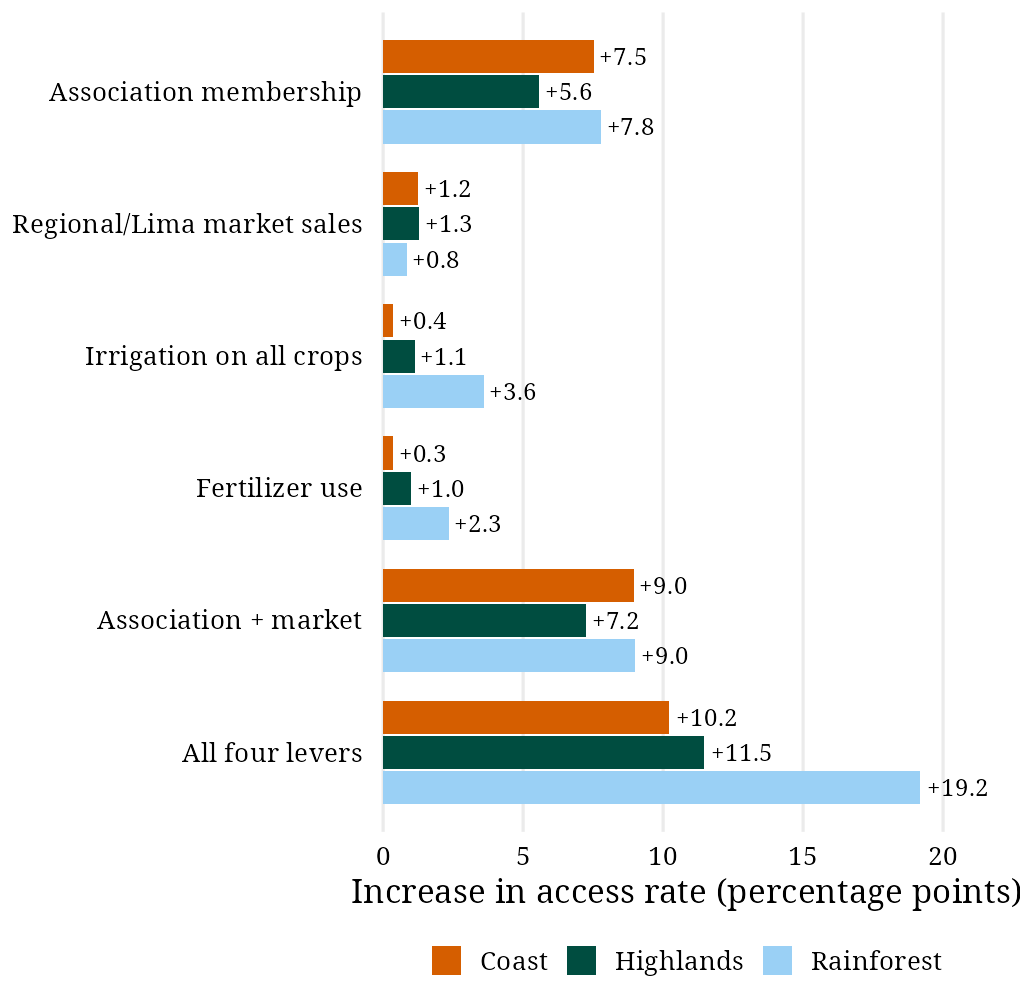 Association membership
+7.5
+5.6
+7.8
Regional/Lima market sales
+1.2
+1.3
+0.8
Irrigation on all crops
+0.4
+1.1
+3.6
Fertilizer use
+0.3
+1.0
+2.3
Association + market
+9.0
+7.2
+9.0
All four levers
+10.2
+11.5
+19.2
0 5 10 15 20
Increase in access rate (percentage points)
Coast Highlands Rainforest